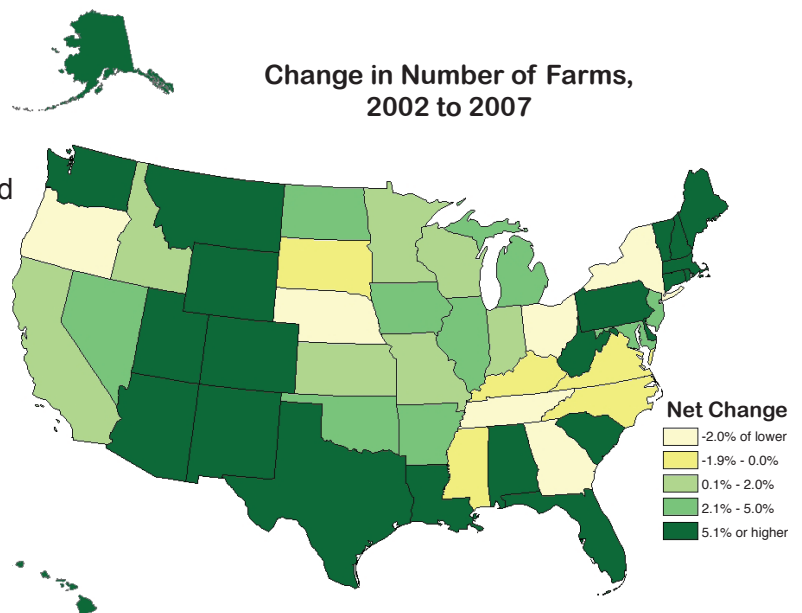 Change in Number of Farms,
2002 to 2007
d
Net Change
-2.0% of lower
-1.9% - 0.0%
0.1% - 2.0%
2.1% - 5.0%
5.1% or higher